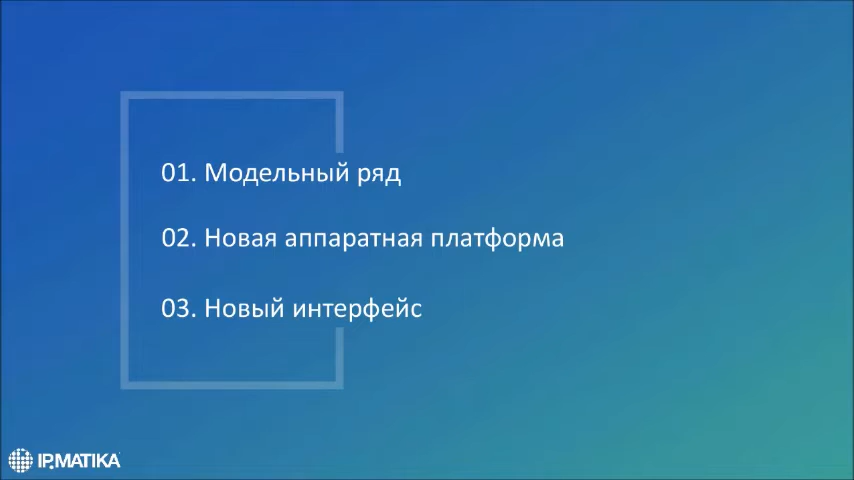 01. Модельный ряд
02. Новая аппаратная платформа
03. Новый интерфейс
IPMATIKA